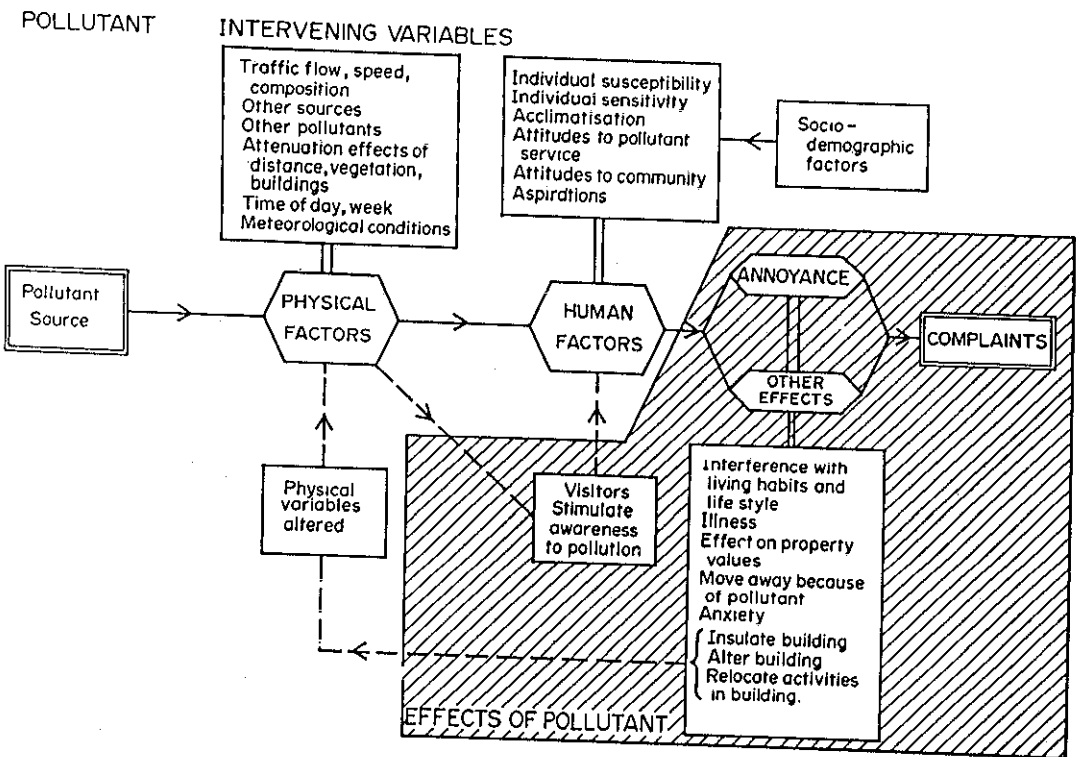 POLLUTANT
INTERVENING VARIABLES
Traffic flow, speed,
composition
Other sources
Other pollutants
Attenuation effects of
distance, vegetation,
buildings
Time of day, week
Meteorological conditions
Individual susceptibility
Individual sensitivity
Acclimatisation
Attitudes to pollutant
service
Attitudes to community
Aspirations
Socio-
demographic
factors
Pollutant
Source
PHYSICAL
FACTORS
HUMAN
FACTORS
ANNOYANCE
OTHER
EFFECTS
COMPLAINTS
Physical
variables
altered
Visitors
Stimulate
awareness
to pollution
Interference with
living habits and
life style
Illness
Effect on property
values
Move away because
of pollutant
Anxiety
Insulate building
Alter building
Relocate activities
in building.
EFFECTS OF POLLUTANT